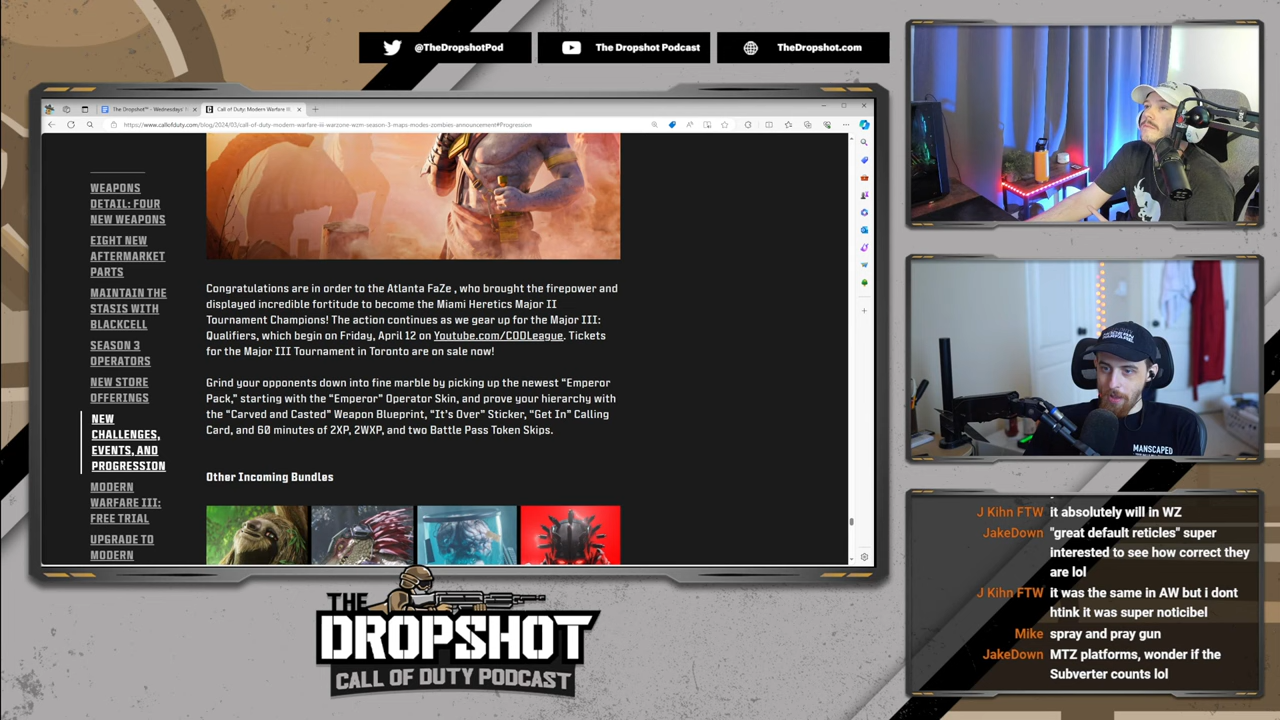 @TheDropshotPod
The Dropshot Podcast
TheDropshot.com
The Dropshot™ - Wednesdays
Call of Duty: Modern Warfare II
https://www.callofduty.com/blog/2024/03/call-of-duty-modern-warfare-iii-warzone-wzm-season-3-maps-modes-zombies-announcement#Progression
WEAPONS
DETAIL: FOUR
NEW WEAPONS
EIGHT NEW
AFTERMARKET
PARTS
MAINTAIN THE
STASIS WITH
BLACKCELL
SEASON 3
OPERATORS
NEW STORE
OFFERINGS
NEW
CHALLENGES,
EVENTS, AND
PROGRESSION
MODERN
WARFARE III:
FREE TRIAL
UPGRADE TO
MODERN
Congratulations are in order to the Atlanta FaZe , who brought the firepower and
displayed incredible fortitude to become the Miami Heretics Major II
Tournament Champions! The action continues as we gear up for the Major III:
Qualifiers, which begin on Friday, April 12 on Youtube.com/CODLeague. Tickets
for the Major III Tournament in Toronto are on sale now!
Grind your opponents down into fine marble by picking up the newest “Emperor
Pack,” starting with the “Emperor” Operator Skin, and prove your hierarchy with
the “Carved and Casted” Weapon Blueprint, “It’s Over” Sticker, “Get In” Calling
Card, and 60 minutes of 2XP, 2WXP, and two Battle Pass Token Skips.
Other Incoming Bundles
MODERN
WARFARE
MANSCAPED
J Kihn FTW it absolutely will in WZ
JakeDown "great default reticles" super
interested to see how correct they
are lol
J Kihn FTW it was the same in AW but i dont
htink it was super noticibel
Mike spray and pray gun
JakeDown MTZ platforms, wonder if the
Subverter counts lol
THE
DROPSHOT
CALL OF DUTY PODCAST